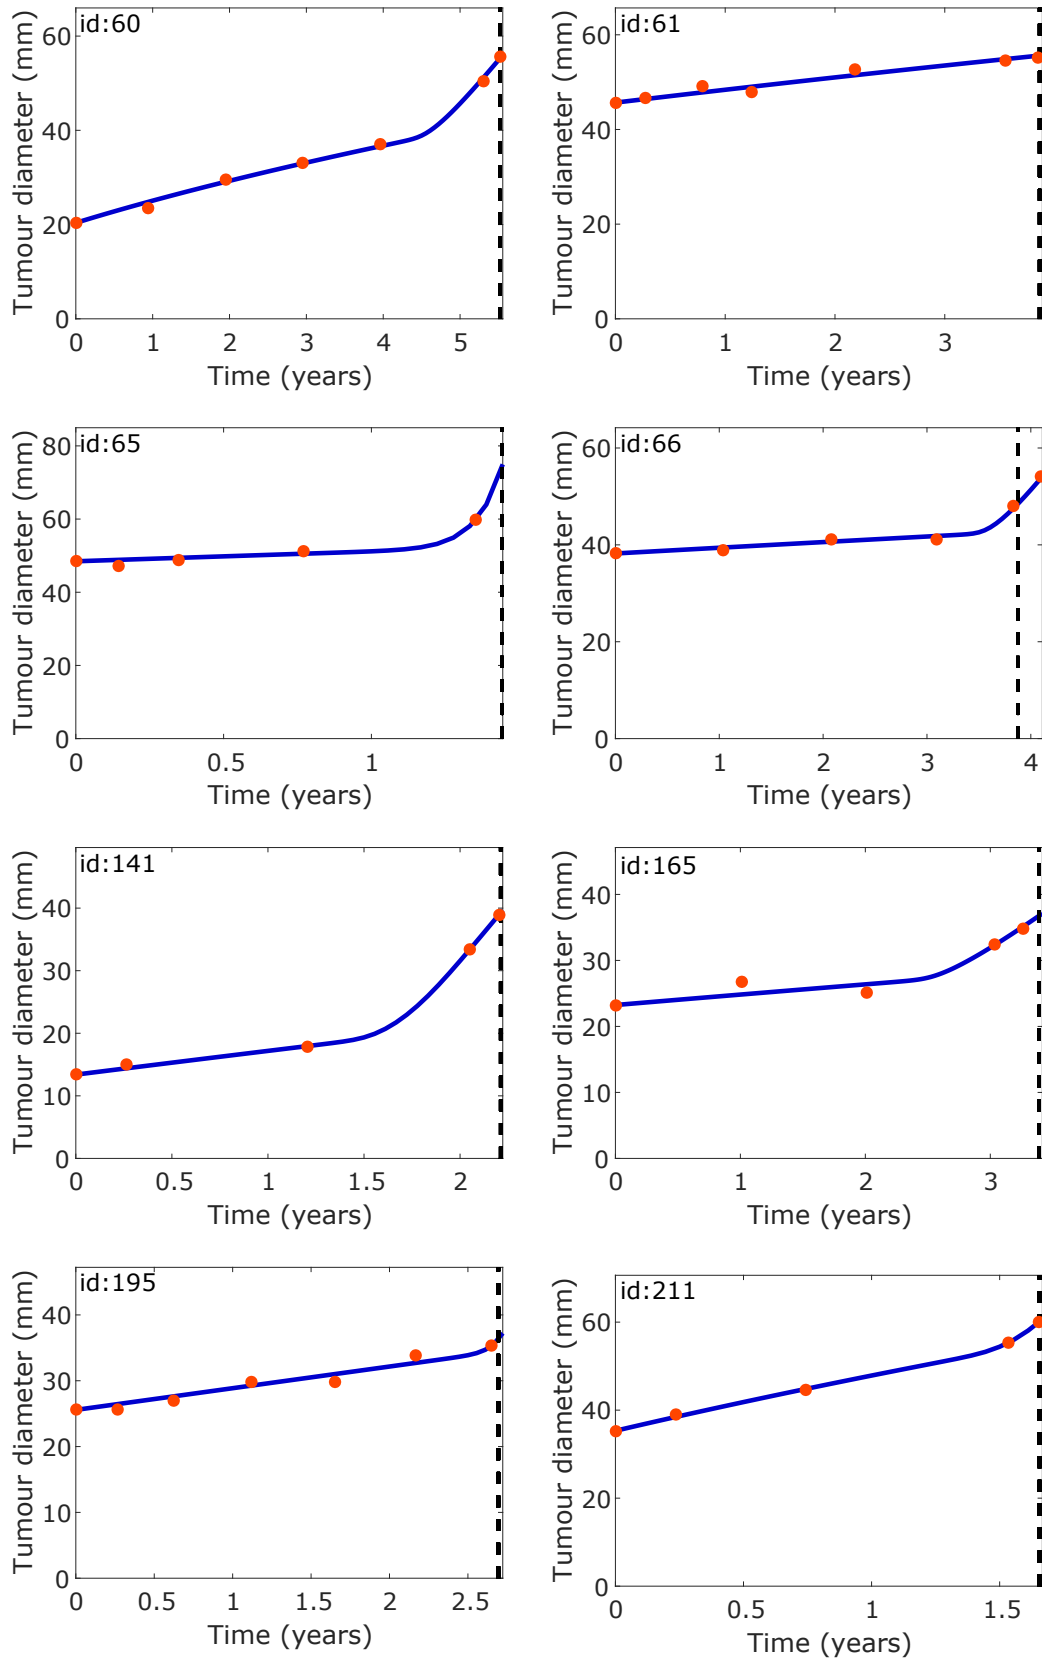 id:60
Tumour diameter (mm)
60
40
20
0
0 1 2 3 4 5
Time (years)
id:61
Tumour diameter (mm)
60
40
20
0
0 1 2 3
Time (years)
id:65
Tumour diameter (mm)
80
60
40
20
0
0 0.5 1
Time (years)
id:66
Tumour diameter (mm)
60
40
20
0
0 1 2 3 4
Time (years)
id:141
Tumour diameter (mm)
40
30
20
10
0
0 0.5 1 1.5 2
Time (years)
id:165
Tumour diameter (mm)
40
30
20
10
0
0 1 2 3
Time (years)
id:195
Tumour diameter (mm)
40
30
20
10
0
0 0.5 1 1.5 2 2.5
Time (years)
id:211
Tumour diameter (mm)
60
40
20
0
0 0.5 1 1.5
Time (years)